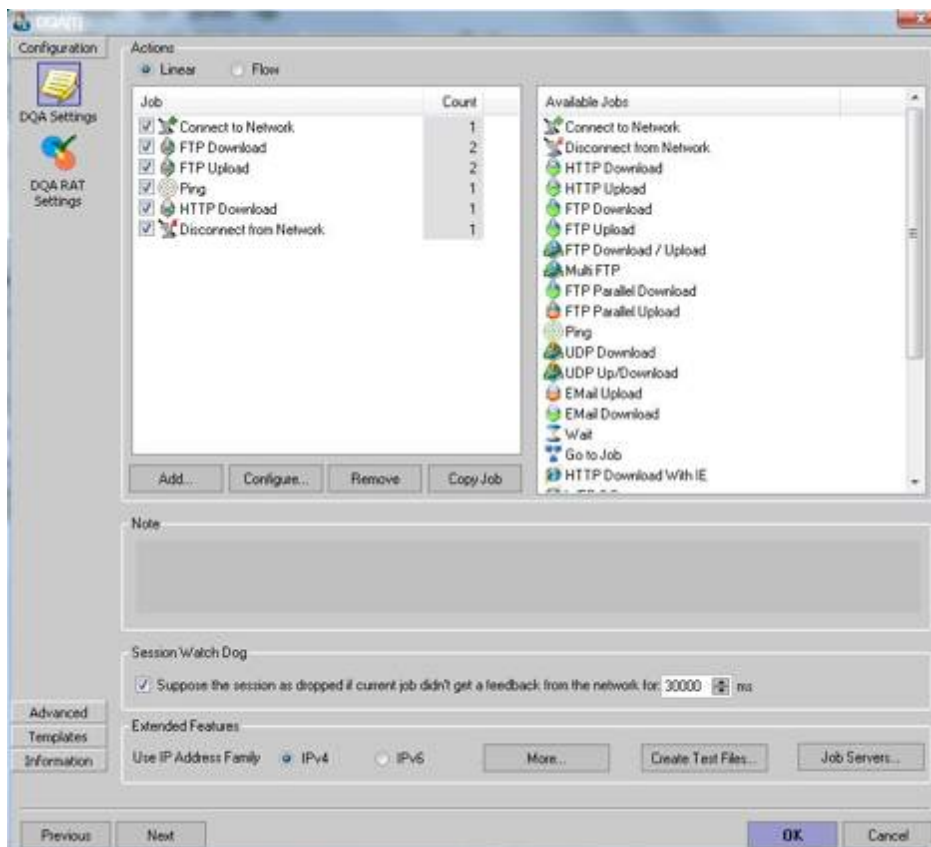 DQA[1]
Configuration
DQA Settings
DQA RAT
Settings
Advanced
Templates
Information
Actions
Linear Flow
Job Count
Connect to Network 1
FTP Download 2
FTP Upload 2
Ping 1
HTTP Download 1
Disconnect from Network 1
Add... Configure... Remove Copy Job
Available Jobs
Connect to Network
Disconnect from Network
HTTP Download
HTTP Upload
FTP Download
FTP Upload
FTP Download / Upload
Multi FTP
FTP Parallel Download
FTP Parallel Upload
Ping
UDP Download
UDP Up/Download
EMail Upload
EMail Download
Wait
Go to Job
HTTP Download With IE
Note
Session Watch Dog
Suppose the session as dropped if current job didn't get a feedback from the network for: 30000 ms
Extended Features
Use IP Address Family IPv4 IPv6 More... Create Test Files... Job Servers...
Previous Next OK Cancel